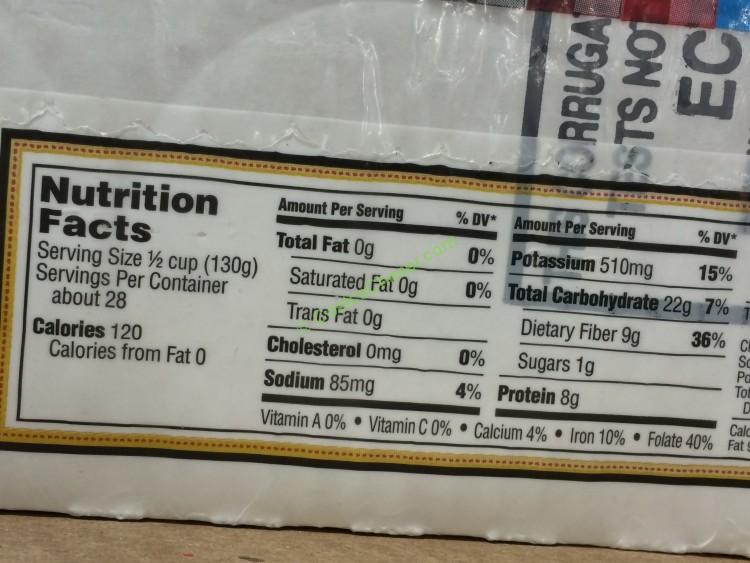 Nutrition
Facts
Serving Size ½ cup (130g)
Servings Per Container
about 28
Calories 120
Calories from Fat 0
Amount Per Serving % DV*
Total Fat 0g 0%
Saturated Fat 0g 0%
Trans Fat 0g
Cholesterol 0mg 0%
Sodium 85mg 4%
Amount Per Serving % DV*
Potassium 510mg 15%
Total Carbohydrate 22g 7%
Dietary Fiber 9g 36%
Sugars 1g
Protein 8g
Vitamin A 0% • Vitamin C 0% • Calcium 4% • Iron 10% • Folate 40%
RRUGA
TS NOT
EC